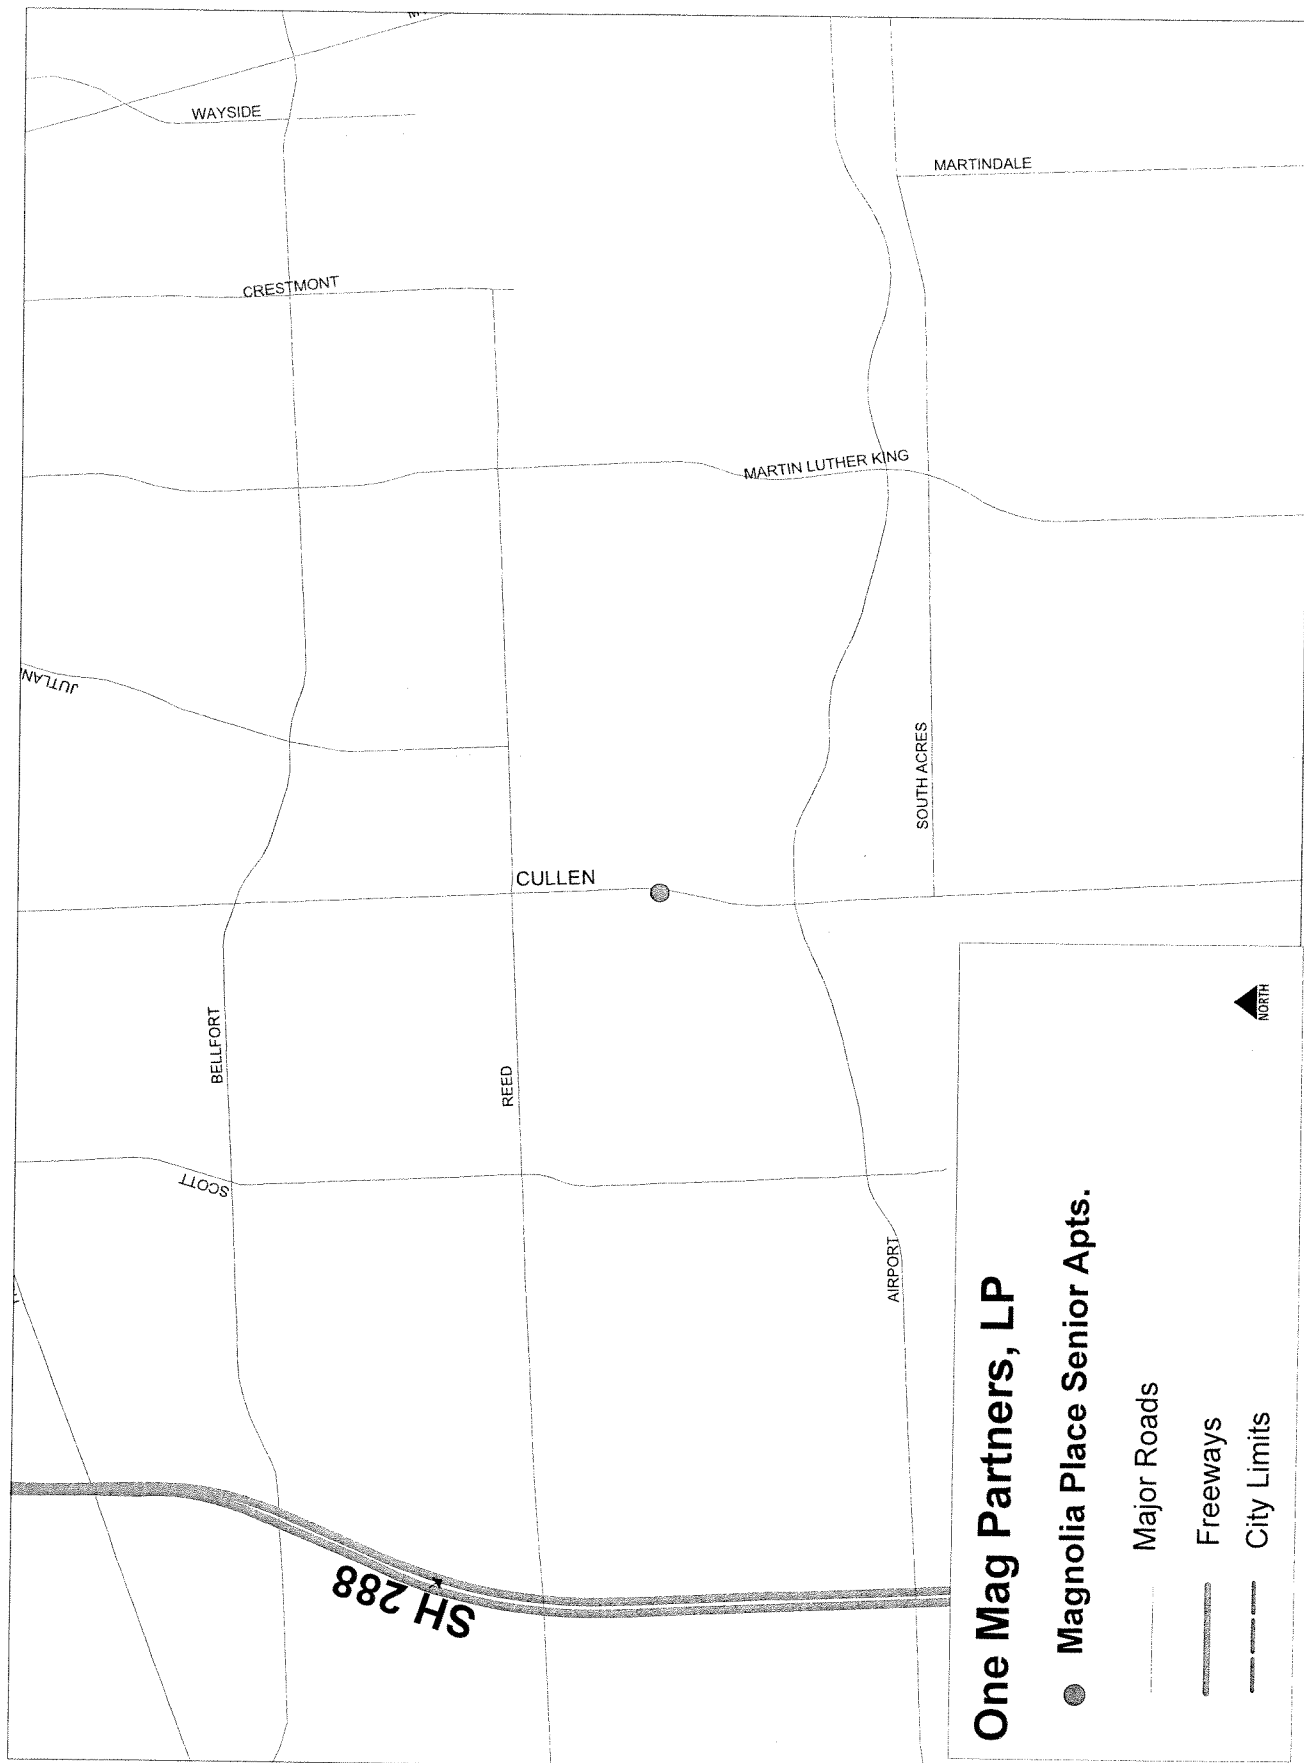 WAYSIDE
MARTINDALE
CRESTMONT
MARTIN LUTHER KING
JUTLAN
SOUTH ACRES
CULLEN
BELLFORT
REED
SCOTT
AIRPORT
SH 288
One Mag Partners, LP
Magnolia Place Senior Apts.
Major Roads
Freeways
City Limits
NORTH